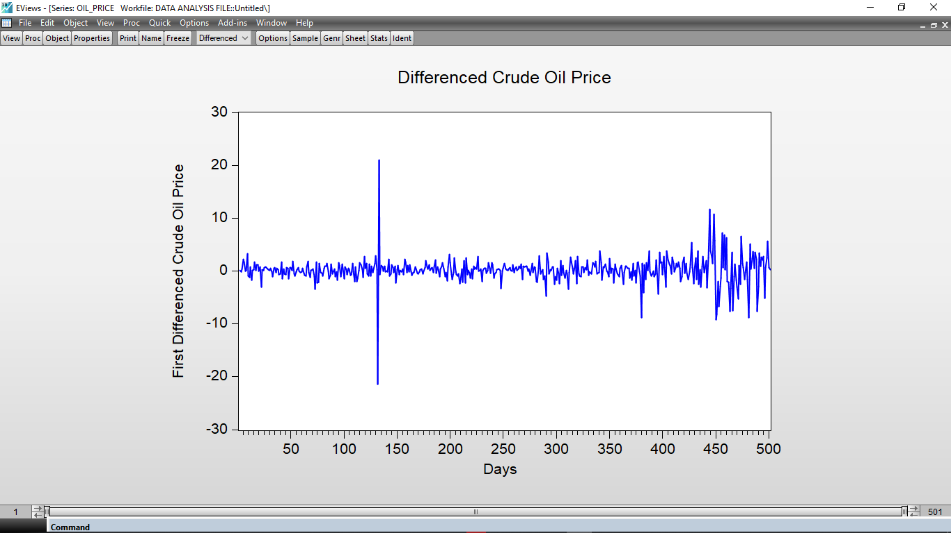 EViews - [Series: OIL_PRICE   Workfile: DATA ANALYSIS FILE::Untitled\]
File Edit Object View Proc Quick Options Add-ins Window Help
View Proc Object Properties Print Name Freeze Differenced Options Sample Genr Sheet Stats Ident
Differenced Crude Oil Price
First Differenced Crude Oil Price
30
20
10
0
-10
-20
-30
50 100 150 200 250 300 350 400 450 500
Days
1 501
Command